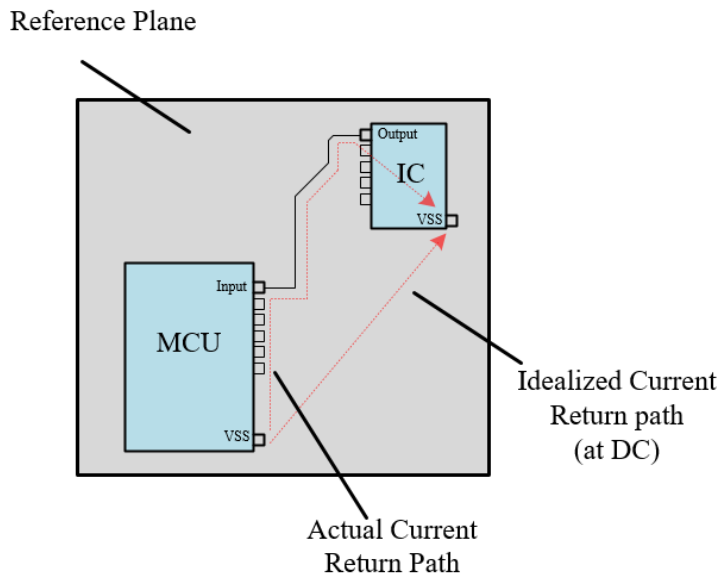 Reference Plane
Output
IC
VSS
Input
MCU
VSS
Idealized Current
Return path
(at DC)
Actual Current
Return Path